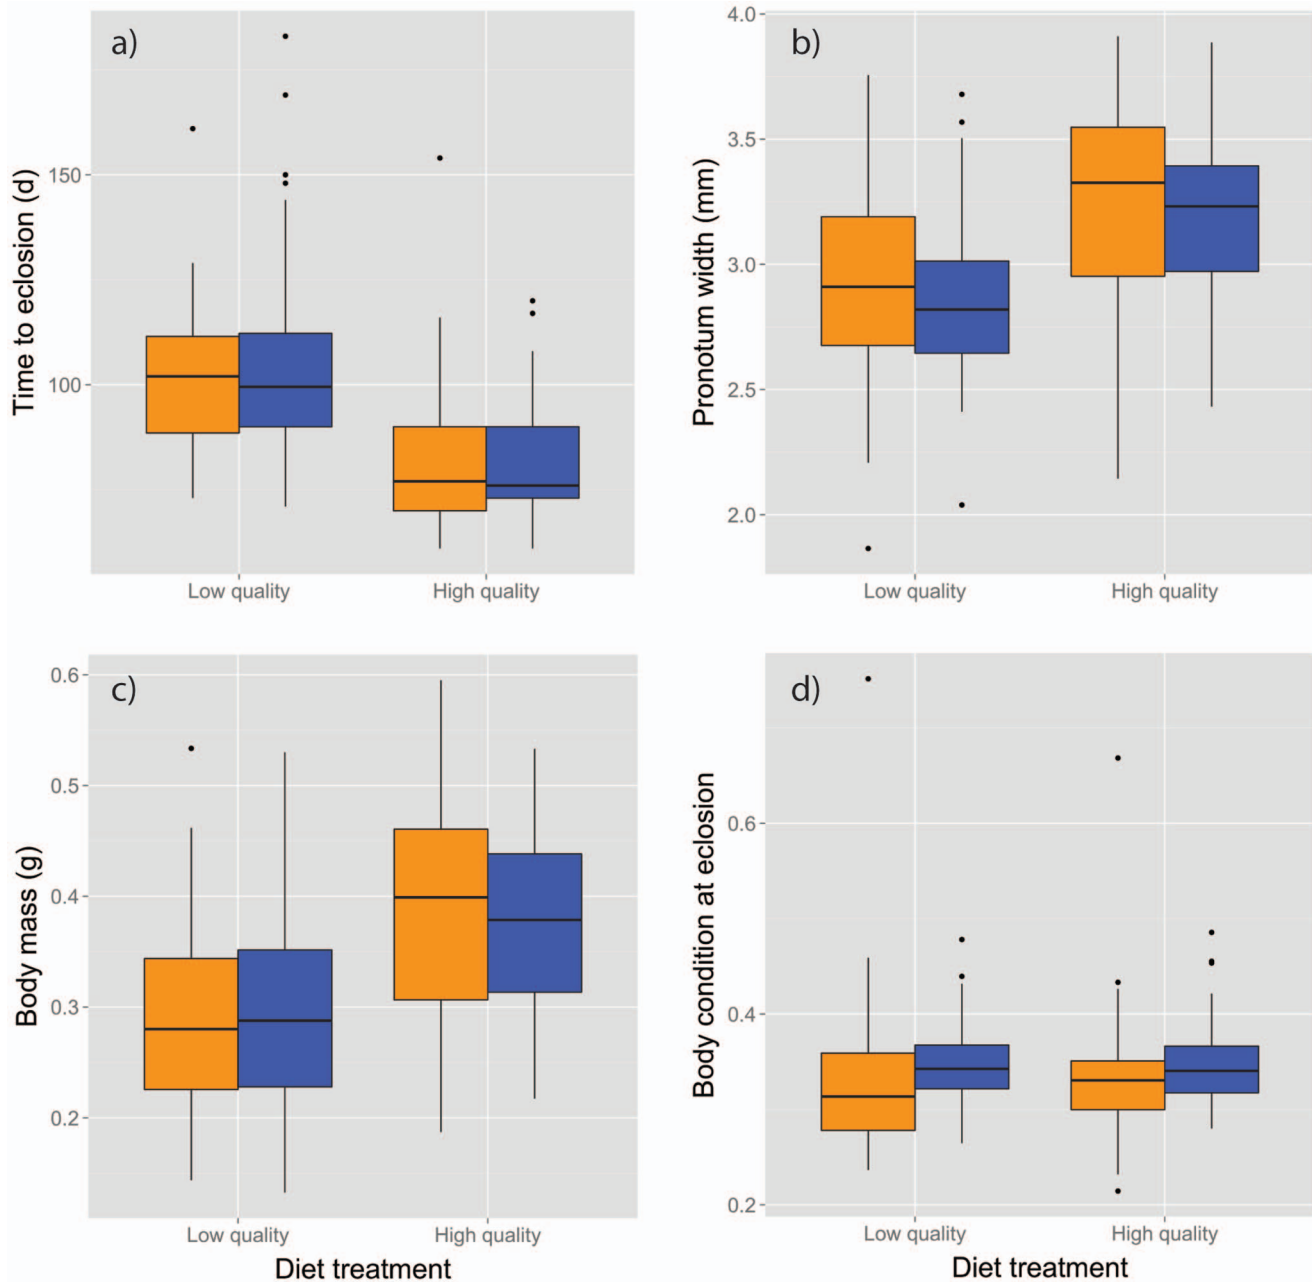 a)
Time to eclosion (d)
150
100
Low quality
High quality
b)
Pronotum width (mm)
4.0
3.5
3.0
2.5
2.0
Low quality
High quality
c)
Body mass (g)
0.6
0.5
0.4
0.3
0.2
Low quality
High quality
Diet treatment
d)
Body condition at eclosion
0.6
0.4
0.2
Low quality
High quality
Diet treatment